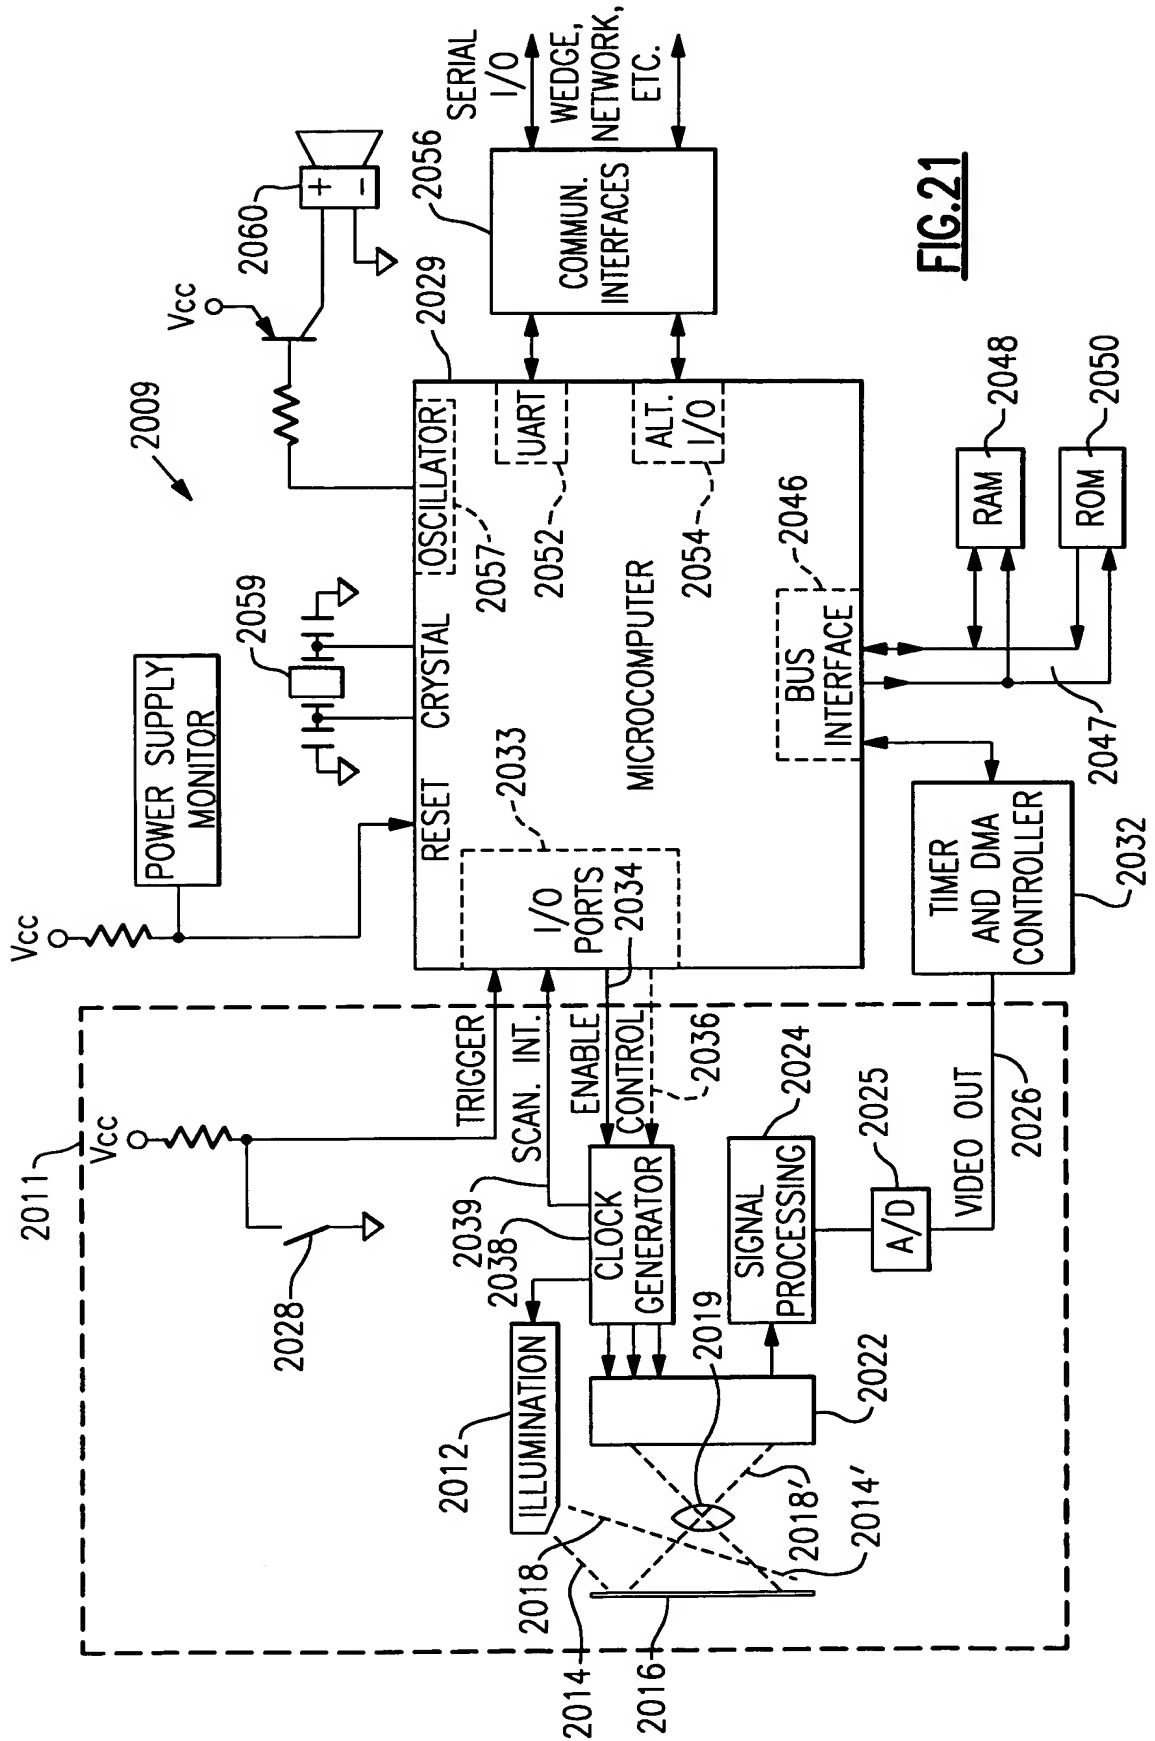 2009
2011
Vcc
2028
Vcc
POWER SUPPLY
MONITOR
2059
Vcc
2060
+
-
TRIGGER
SCAN. INT.
ENABLE
CONTROL
2036
2039
2038
CLOCK
GENERATOR
2012
ILLUMINATION
2018
2014
2016
2018'
2014'
2019
2022
SIGNAL
PROCESSING
2024
A/D
2025
VIDEO OUT
2026
RESET
CRYSTAL
OSCILLATOR
2057
2029
I/O
PORTS
2033
2034
MICROCOMPUTER
UART
2052
ALT.
I/O
2054
BUS
INTERFACE
2046
COMMUN.
INTERFACES
2056
SERIAL
I/O
WEDGE,
NETWORK,
ETC.
TIMER
AND DMA
CONTROLLER
2032
2047
RAM
2048
ROM
2050
FIG.21